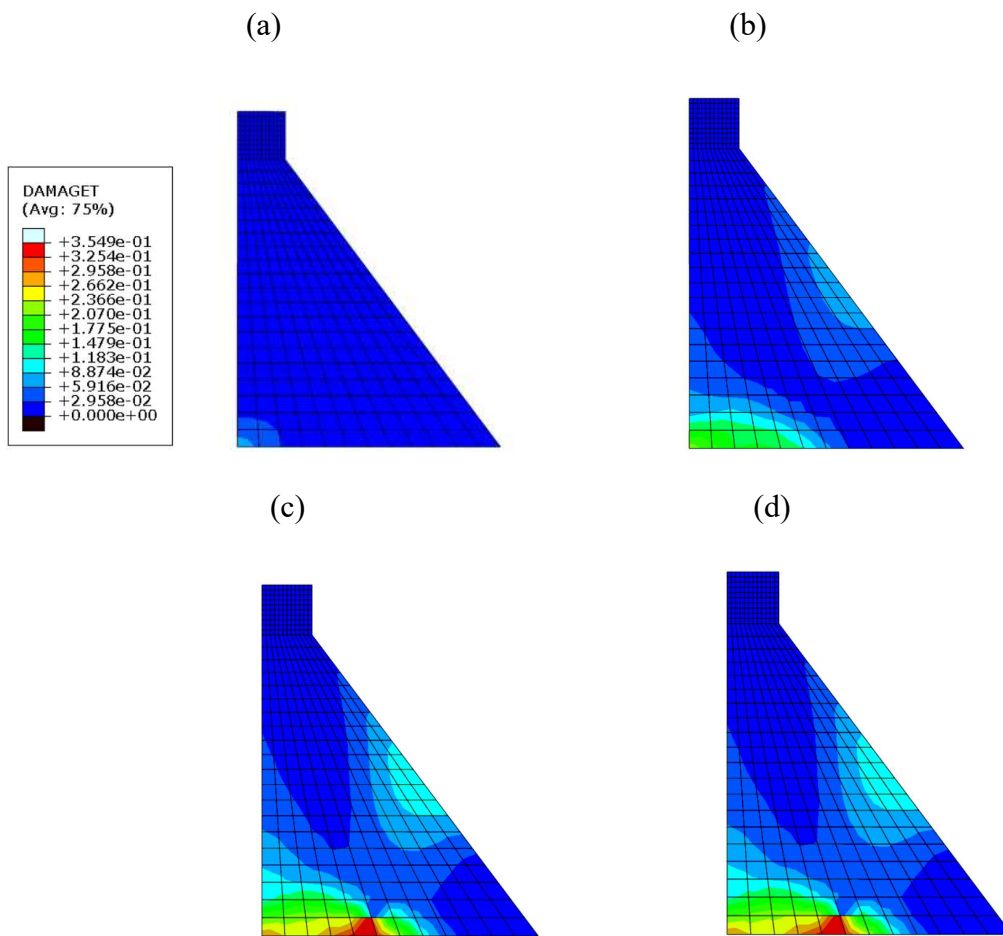 (a)
(b)
DAMAGET
(Avg: 75%)
+3.549e-01
+3.254e-01
+2.958e-01
+2.662e-01
+2.366e-01
+2.070e-01
+1.775e-01
+1.479e-01
+1.183e-01
+8.874e-02
+5.916e-02
+2.958e-02
+0.000e+00
(c)
(d)